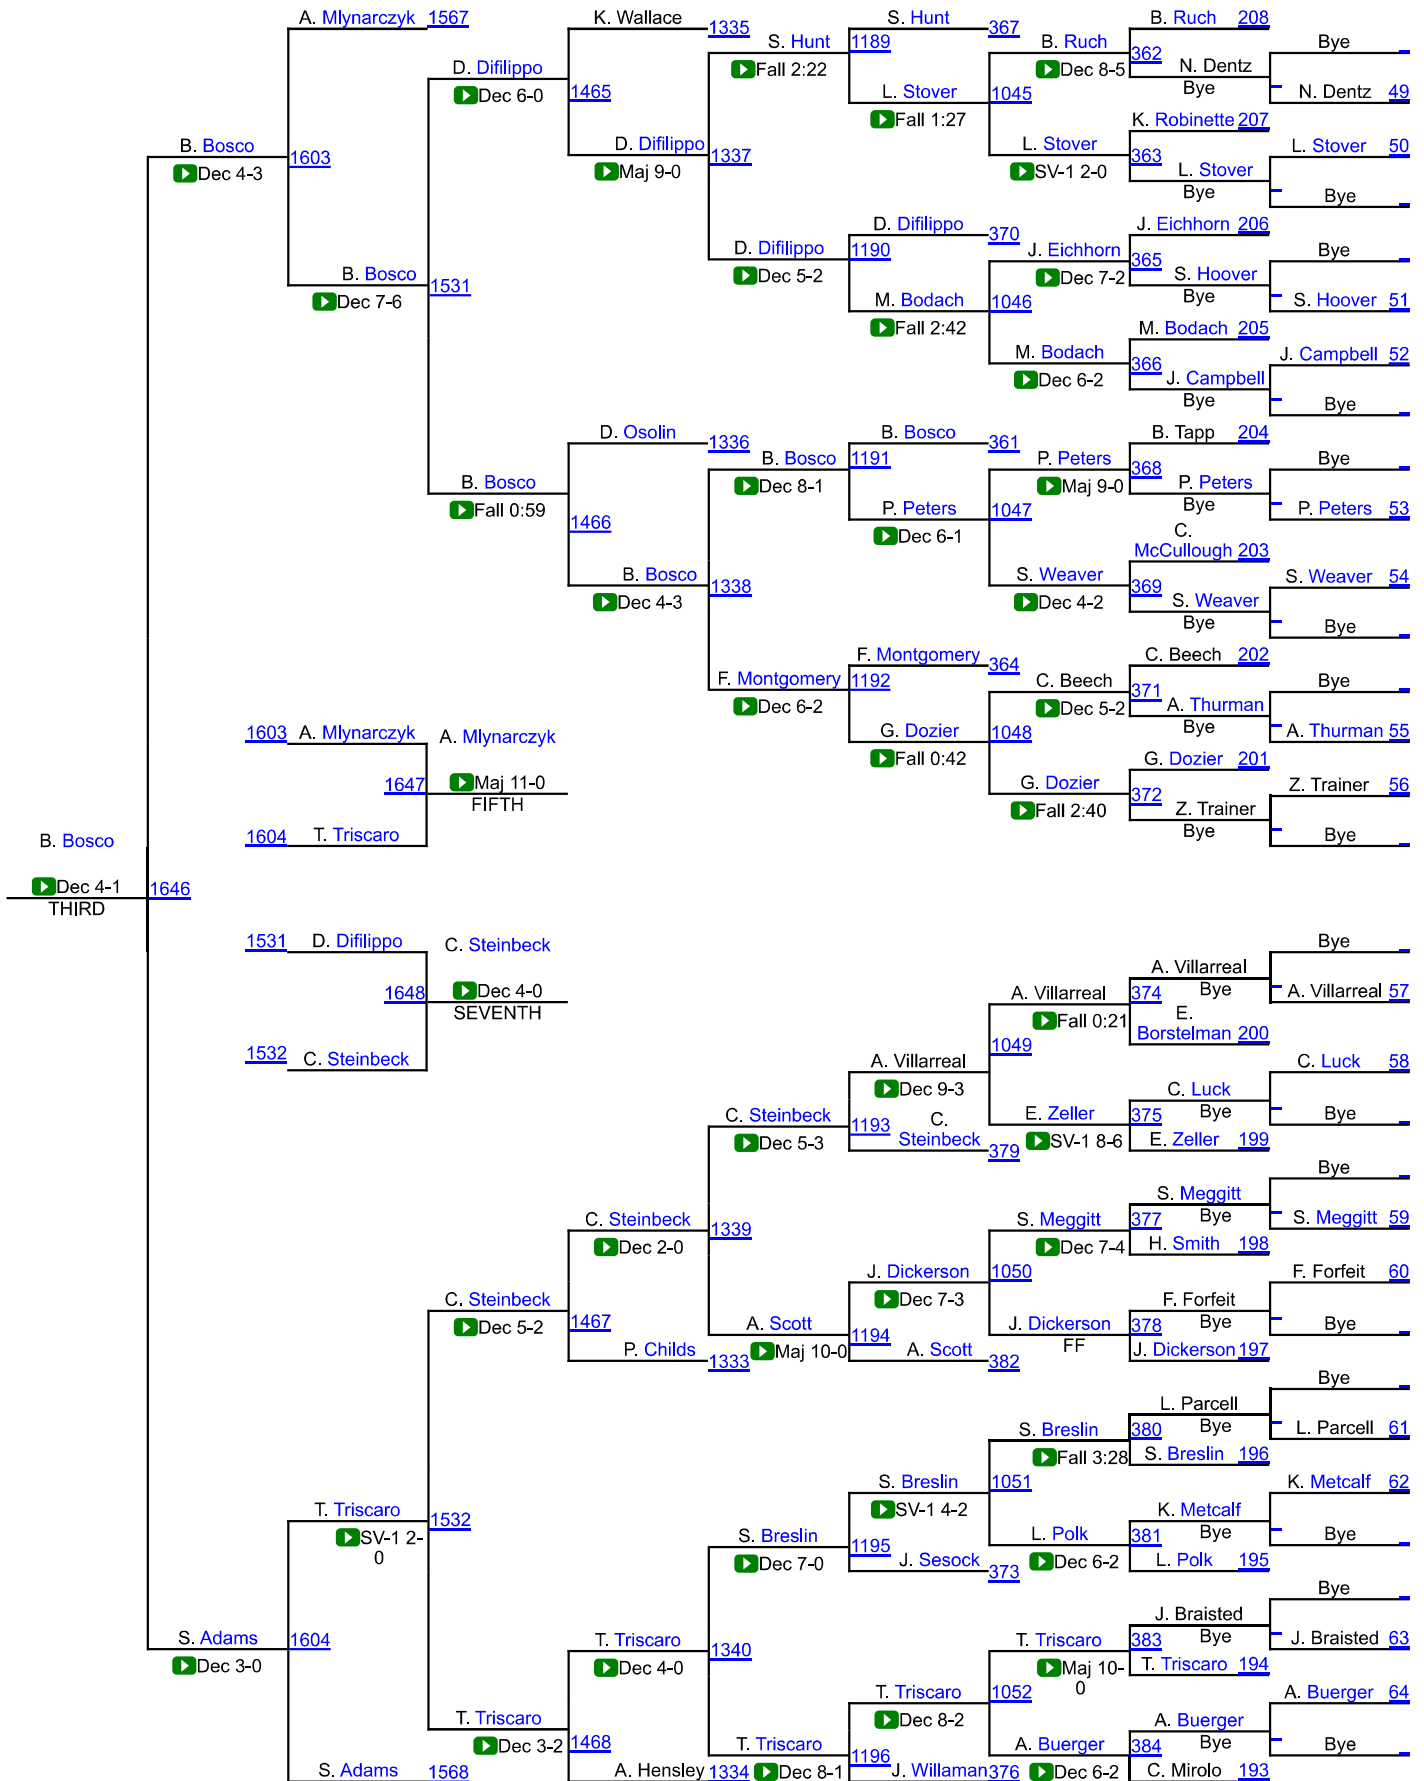 A. Mlynarczyk 1567
K. Wallace 1335
S. Hunt 367
B. Ruch 208
Bye
S. Hunt 1189
B. Ruch 362
Fall 2:22
Dec 8-5
N. Dentz
Bye
N. Dentz 49
D. Difilippo 1465
Dec 6-0
L. Stover 1045
Fall 1:27
K. Robinette 207
L. Stover 50
B. Bosco 1603
Dec 4-3
D. Difilippo 1337
Maj 9-0
L. Stover 363
SV-1 2-0
L. Stover
Bye
Bye
D. Difilippo 370
J. Eichhorn 206
D. Difilippo 1190
Dec 5-2
J. Eichhorn 365
Dec 7-2
Bye
S. Hoover
Bye
S. Hoover 51
B. Bosco 1531
Dec 7-6
M. Bodach 1046
Fall 2:42
M. Bodach 205
J. Campbell 52
M. Bodach 366
Dec 6-2
J. Campbell
Bye
Bye
D. Osolin 1336
B. Bosco 361
B. Tapp 204
B. Bosco 1191
Dec 8-1
P. Peters 368
Maj 9-0
Bye
P. Peters
Bye
P. Peters 53
B. Bosco 1466
Fall 0:59
P. Peters 1047
Dec 6-1
C.
McCullough 203
S. Weaver 54
B. Bosco 1338
Dec 4-3
S. Weaver 369
Dec 4-2
S. Weaver
Bye
Bye
F. Montgomery 364
C. Beech 202
F. Montgomery 1192
Dec 6-2
C. Beech 371
Dec 5-2
Bye
A. Thurman
Bye
A. Thurman 55
1603 A. Mlynarczyk
A. Mlynarczyk
G. Dozier 1048
Fall 0:42
G. Dozier 201
1647
Maj 11-0
FIFTH
G. Dozier 372
Fall 2:40
Z. Trainer 56
Z. Trainer
Bye
Bye
1604 T. Triscaro
B. Bosco
Dec 4-1 1646
THIRD
1531 D. Difilippo
C. Steinbeck
Bye
1648
Dec 4-0
SEVENTH
A. Villarreal
Bye
A. Villarreal 57
A. Villarreal 374
Fall 0:21
E.
Borstelman 200
1532 C. Steinbeck
A. Villarreal 1049
Dec 9-3
C. Luck 58
C. Luck
Bye
Bye
C. Steinbeck 1193
Dec 5-3
C.
Steinbeck 379
E. Zeller 375
SV-1 8-6
E. Zeller 199
Bye
S. Meggitt
Bye
S. Meggitt 59
C. Steinbeck 1339
Dec 2-0
S. Meggitt 377
Dec 7-4
H. Smith 198
J. Dickerson 1050
Dec 7-3
F. Forfeit 60
C. Steinbeck 1467
Dec 5-2
A. Scott 1194
Maj 10-0
J. Dickerson 378
FF
F. Forfeit
Bye
Bye
P. Childs 1333
A. Scott 382
J. Dickerson 197
Bye
L. Parcell
Bye
L. Parcell 61
S. Breslin 380
Fall 3:28
S. Breslin 196
S. Breslin 1051
SV-1 4-2
K. Metcalf 62
T. Triscaro 1532
SV-1 2-
0
K. Metcalf
Bye
Bye
S. Breslin 1195
Dec 7-0
J. Sesock 373
L. Polk 381
Dec 6-2
L. Polk 195
Bye
J. Braisted
Bye
J. Braisted 63
S. Adams 1604
Dec 3-0
T. Triscaro 1340
Dec 4-0
T. Triscaro 383
Maj 10-
0
T. Triscaro 194
T. Triscaro 1052
Dec 8-2
A. Buerger 64
T. Triscaro 1468
Dec 3-2
T. Triscaro 1196
Dec 8-1
A. Buerger 384
Dec 6-2
A. Buerger
Bye
Bye
S. Adams 1568
A. Hensley 1334
J. Willaman 376
C. Mirolo 193